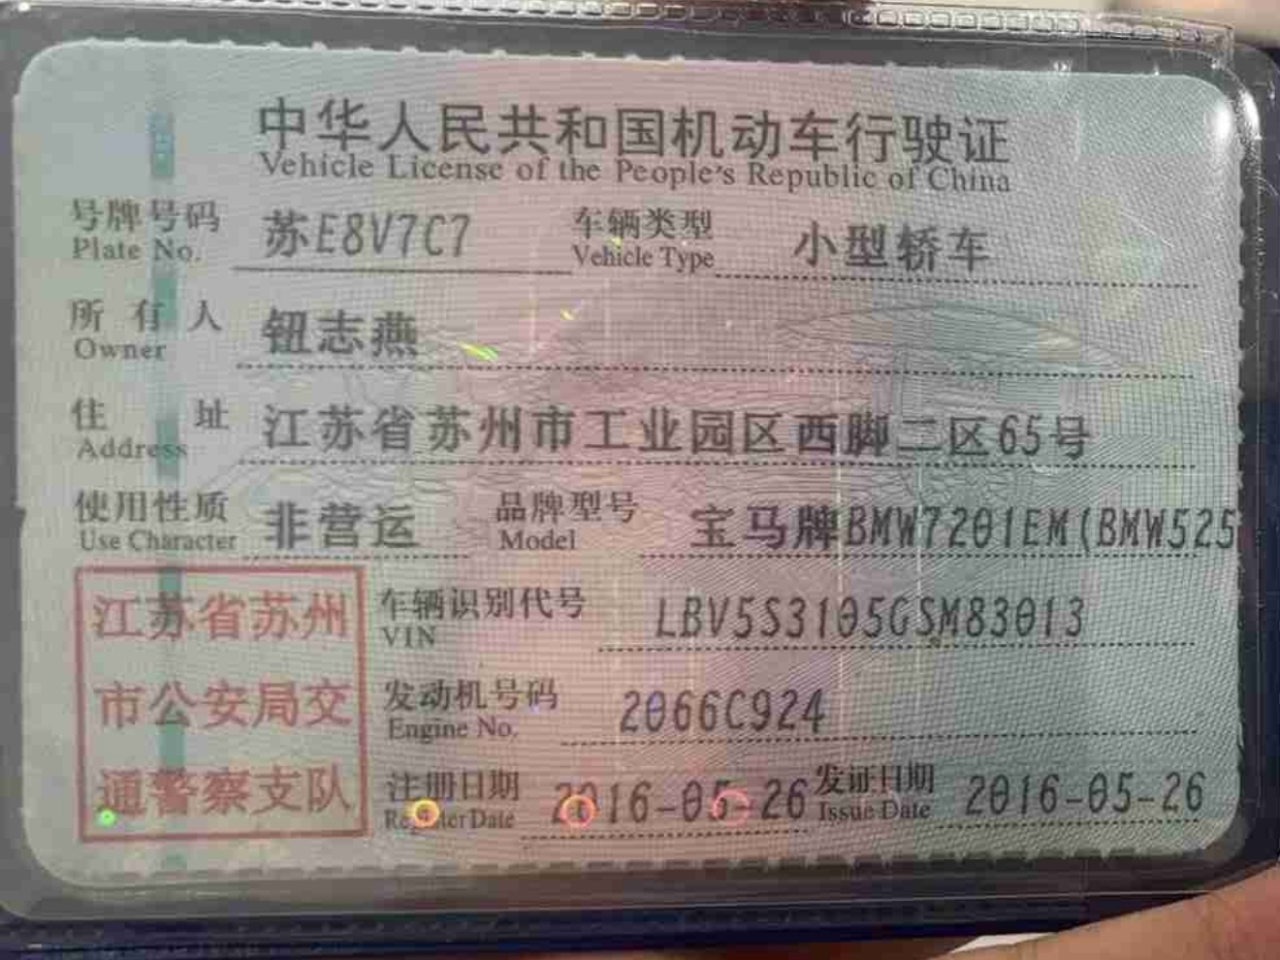 中华人民共和国机动车行驶证
Vehicle License of the People's Republic of China
号牌号码 苏E8V7C7 车辆类型 小型轿车
Plate No. Vehicle Type
所有人 钮志燕
Owner
住址 江苏省苏州市工业园区西脚二区65号
Address
使用性质 非营运 品牌型号 宝马牌BMW7201EM(BMW525
Use Character Model
江苏省苏州
市公安局交
通警察支队
车辆识别代号 LBV5S3105GSM83013
VIN
发动机号码 2066C924
Engine No.
注册日期 2016-05-26 发证日期 2016-05-26
Register Date Issue Date